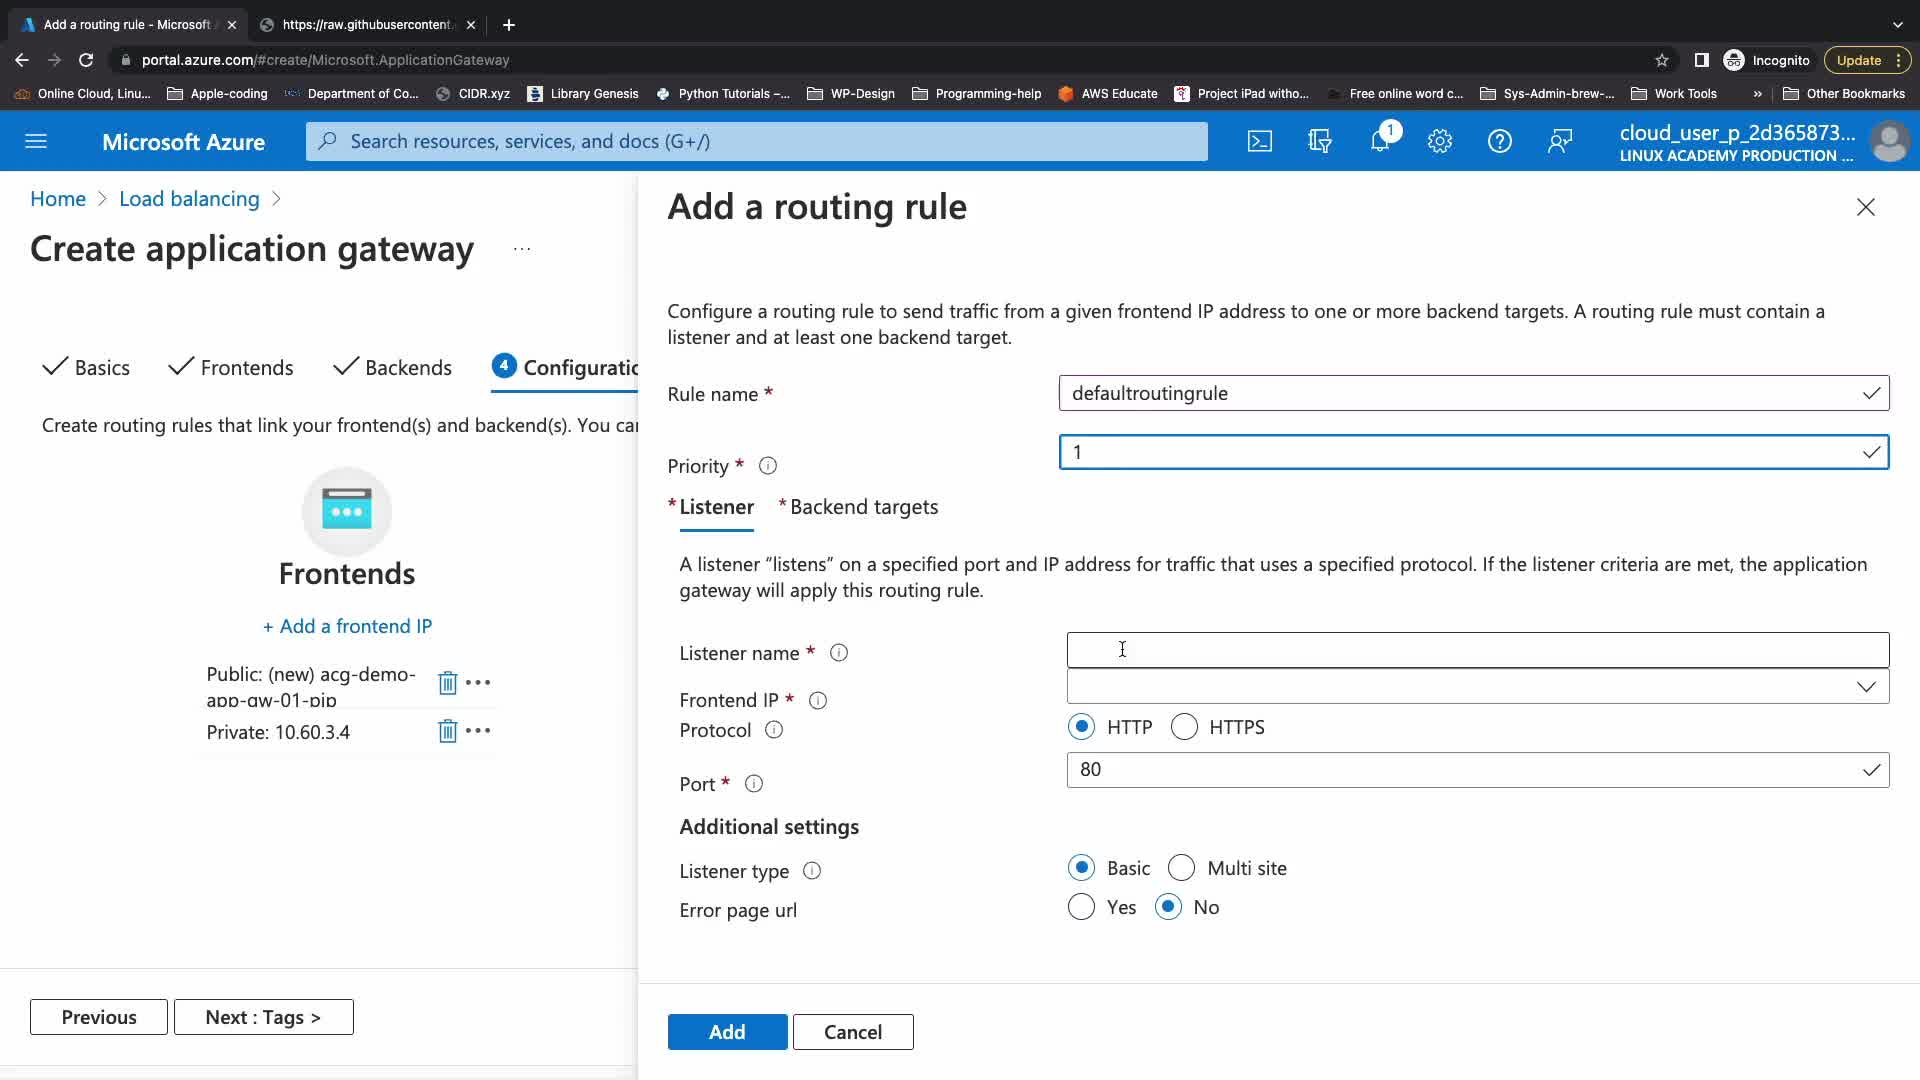 Add a routing rule - Microsoft A
https://raw.githubusercontent.
portal.azure.com/#create/Microsoft.ApplicationGateway
Incognito
Update
Online Cloud, Linu...
Apple-coding
Department of Co...
CIDR.xyz
Library Genesis
Python Tutorials –...
WP-Design
Programming-help
AWS Educate
Project iPad witho...
Free online word c...
Sys-Admin-brew-...
Work Tools
»
Other Bookmarks
Microsoft Azure
Search resources, services, and docs (G+/)
1
cloud_user_p_2d365873...
LINUX ACADEMY PRODUCTION ...
Home > Load balancing >
Create application gateway ...
Basics
Frontends
Backends
4 Configuratio
Create routing rules that link your frontend(s) and backend(s). You can
Frontends
+ Add a frontend IP
Public: (new) acg-demo-
app-gw-01-pip
Private: 10.60.3.4
Previous
Next : Tags >
Add a routing rule
Configure a routing rule to send traffic from a given frontend IP address to one or more backend targets. A routing rule must contain a
listener and at least one backend target.
Rule name *
defaultroutingrule
Priority *
1
* Listener
* Backend targets
A listener “listens” on a specified port and IP address for traffic that uses a specified protocol. If the listener criteria are met, the application
gateway will apply this routing rule.
Listener name *
Frontend IP *
Protocol
HTTP
HTTPS
Port *
80
Additional settings
Listener type
Basic
Multi site
Error page url
Yes
No
Add
Cancel